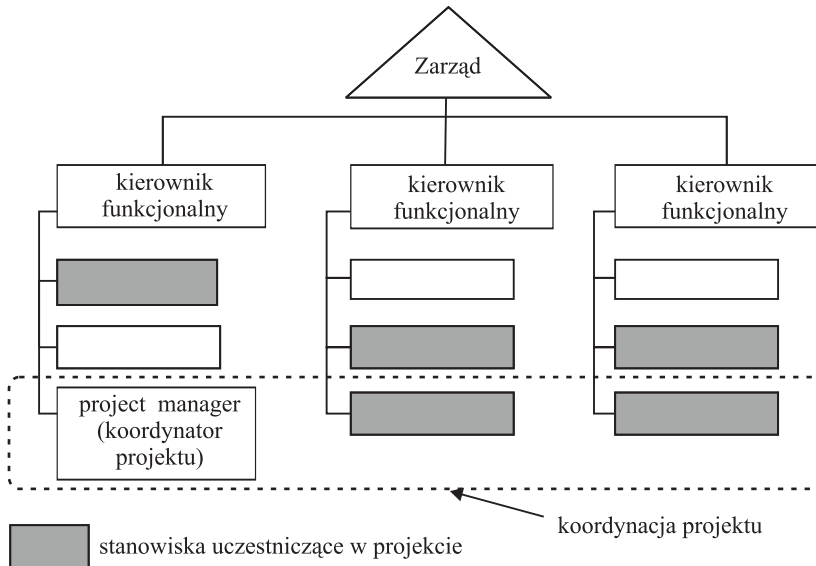 Zarząd
kierownik
funkcjonalny
kierownik
funkcjonalny
kierownik
funkcjonalny
project manager
(koordynator
projektu)
koordynacja projektu
stanowiska uczestniczące w projekcie